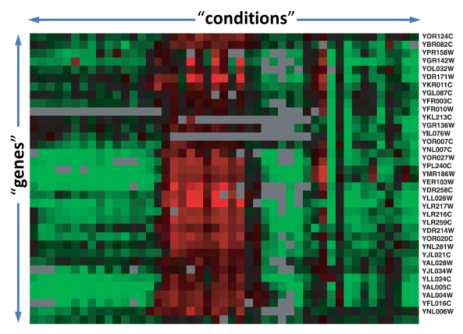 “conditions”
“genes”
YOR124C
YBR082C
YPR158W
YGR142W
YOL032W
YDR171W
YKR011C
YGL087C
YFR003C
YFR010W
YKL213C
YGR136W
YIL076W
YOR007C
YNL007C
YOR027W
YPL240C
YMR186W
YER103W
YDR258C
YLL026W
YLR217W
YLR216C
YLR259C
YDR214W
YOR020C
YNL281W
YJL021C
YAL028W
YJL034W
YLL024C
YAL005C
YAL004W
YFL016C
YNL006W